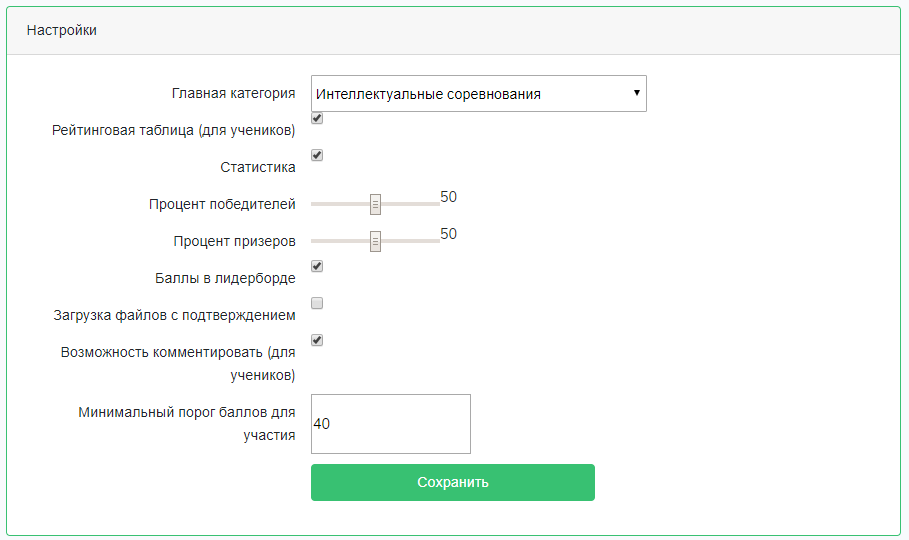 Настройки
Главная категория
Интеллектуальные соревнования
Рейтинговая таблица (для учеников)
Статистика
Процент победителей
50
Процент призеров
50
Баллы в лидерборде
Загрузка файлов с подтверждением
Возможность комментировать (для
учеников)
Минимальный порог баллов для
участия
40
Сохранить